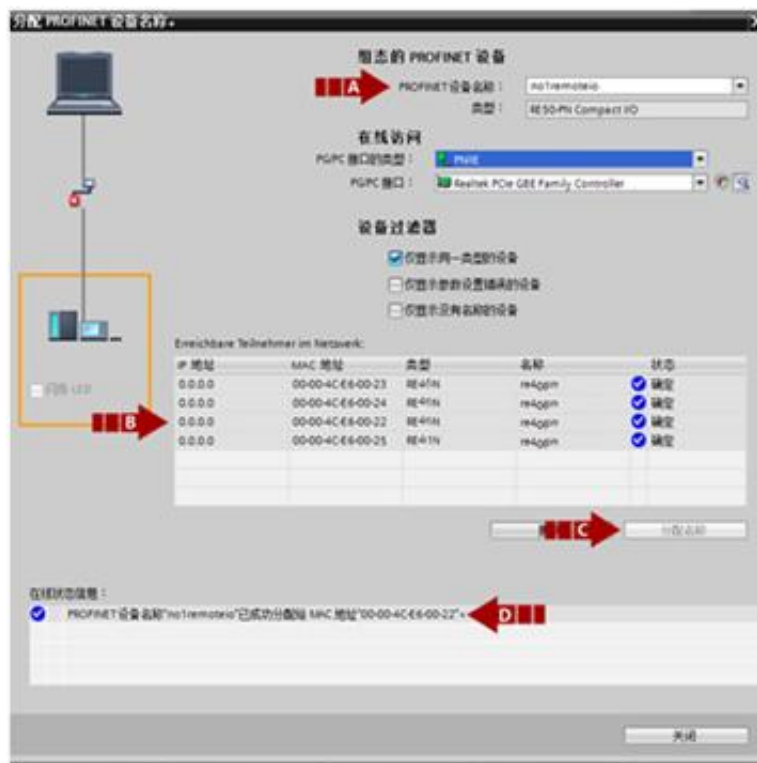 分配 PROFINET 设备名称。
组态的 PROFINET 设备
A
PROFINET设备名称：
no1remoteio
类型：
RE50-PN Compact I/O
在线访问
PG/PC 接口的类型：
PN/IE
PG/PC 接口：
Realtek PCIe GBE Family Controller
设备过滤器
仅显示同一类型的设备
仅显示参数设置错误的设备
仅显示没有名称的设备
Erreichbare Teilnehmer im Netzwerk:
IP 地址 MAC 地址 类型 名称 状态
0.0.0.0 00-00-4C-E6-00-23 确定
0.0.0.0 00-00-4C-E6-00-24 确定
0.0.0.0 00-00-4C-E6-00-22 确定
0.0.0.0 00-00-4C-E6-00-25 确定
闪烁 LED
B
C
分配名称
在线状态信息：
PROFINET 设备名称"no1remoteio"已成功分配给 MAC 地址"00-00-4C-E6-00-22"。
D
关闭